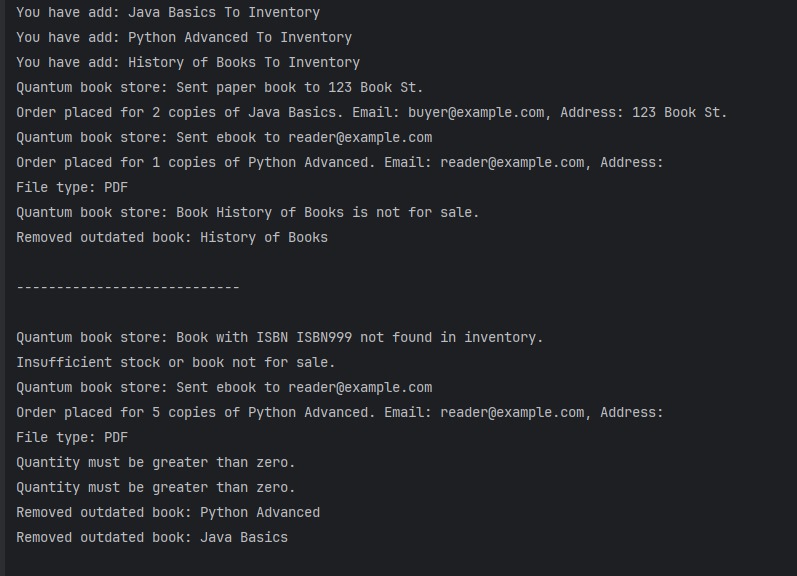 You have add: Java Basics To Inventory
You have add: Python Advanced To Inventory
You have add: History of Books To Inventory
Quantum book store: Sent paper book to 123 Book St.
Order placed for 2 copies of Java Basics. Email: buyer@example.com, Address: 123 Book St.
Quantum book store: Sent ebook to reader@example.com
Order placed for 1 copies of Python Advanced. Email: reader@example.com, Address:
File type: PDF
Quantum book store: Book History of Books is not for sale.
Removed outdated book: History of Books
----------------------------
Quantum book store: Book with ISBN ISBN999 not found in inventory.
Insufficient stock or book not for sale.
Quantum book store: Sent ebook to reader@example.com
Order placed for 5 copies of Python Advanced. Email: reader@example.com, Address:
File type: PDF
Quantity must be greater than zero.
Quantity must be greater than zero.
Removed outdated book: Python Advanced
Removed outdated book: Java Basics